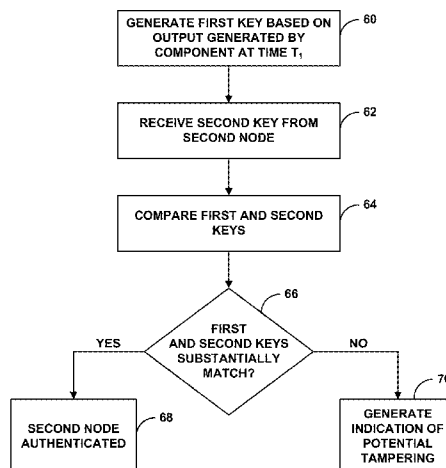 GENERATE FIRST KEY BASED ON
OUTPUT GENERATED BY
COMPONENT AT TIME T₁
60
RECEIVE SECOND KEY FROM
SECOND NODE
62
COMPARE FIRST AND SECOND
KEYS
64
66
FIRST
AND SECOND KEYS
SUBSTANTIALLY
MATCH?
YES
NO
SECOND NODE
AUTHENTICATED
68
GENERATE
INDICATION OF
POTENTIAL
TAMPERING